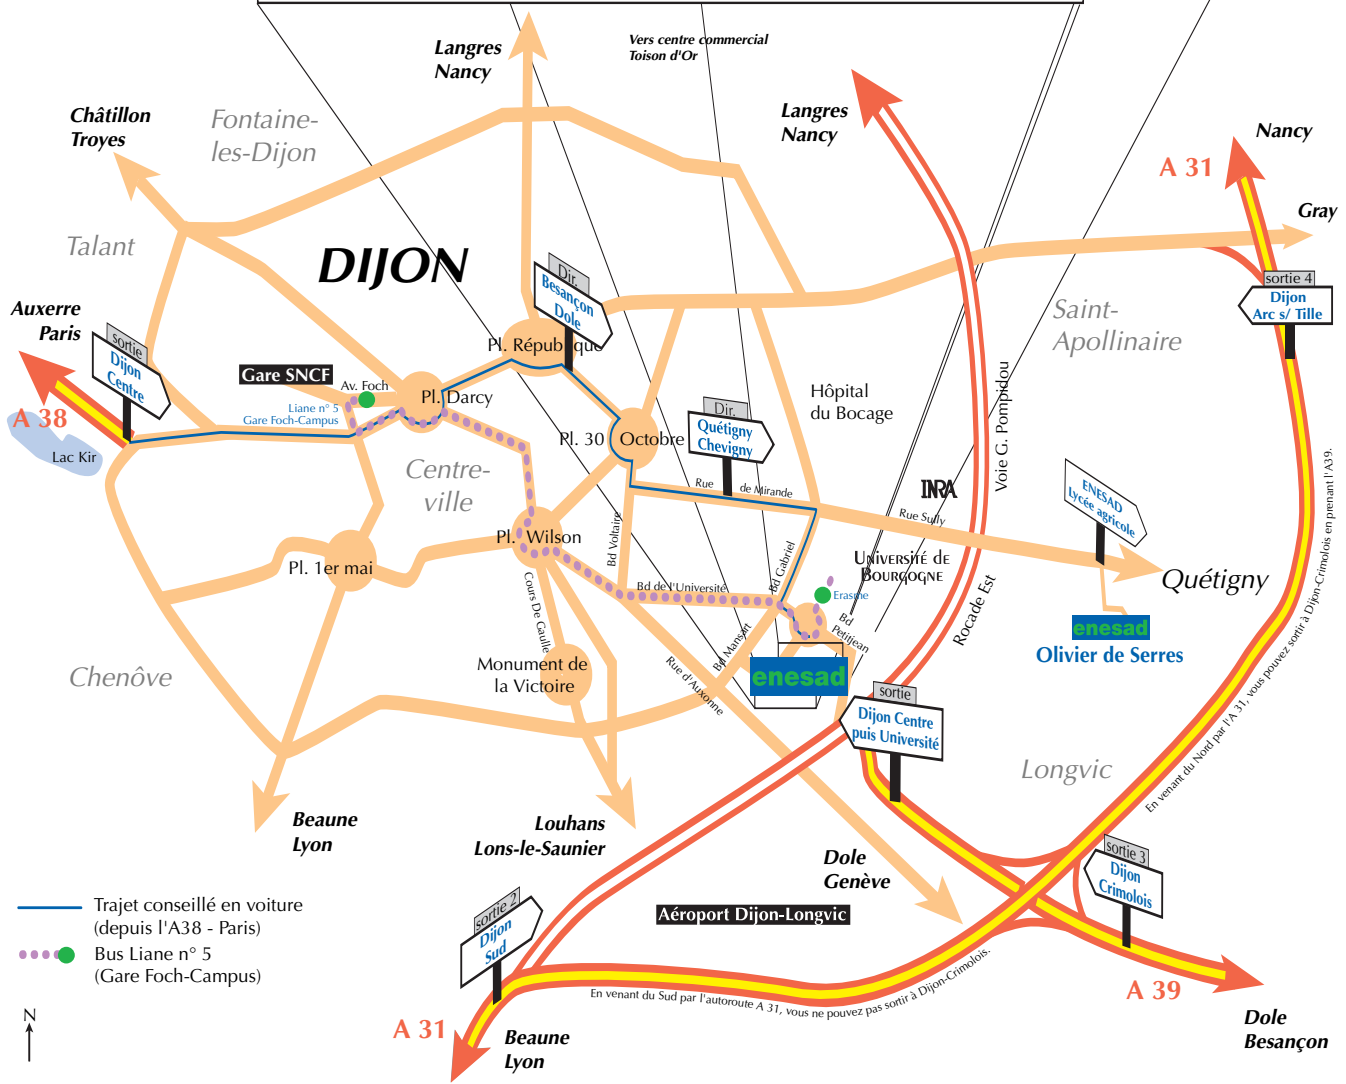 Langres
Nancy
Vers centre commercial
Toison d'Or
Châtillon
Troyes
Fontaine-
les-Dijon
Langres
Nancy
Nancy
A 31
Gray
Talant
DIJON
Dir.
Besançon
Dole
sortie 4
Dijon
Arc s/ Tille
Auxerre
Paris
sortie
Dijon
Centre
Saint-
Apollinaire
Pl. République
Gare SNCF
Av. Foch
Pl. Darcy
Liane n° 5
Gare Foch-Campus
A 38
Lac Kir
Hôpital
du Bocage
Voie G. Pompidou
Dir.
Quétigny
Chevigny
Pl. 30 Octobre
Centre-
ville
Rue de Mirande
INRA
Rue Sully
ENESAD
Lycée agricole
Pl. Wilson
Bd Voltaire
Bd Gabriel
Université de
Bourgogne
Quétigny
Pl. 1er mai
Cours De Gaulle
Bd de l'Université
Erasme
Bd
Petitjean
Rocade Est
enesad
Olivier de Serres
Bd Mansart
Rue d'Auxonne
Monument de
la Victoire
enesad
Chenôve
sortie
Dijon Centre
puis Université
Longvic
En venant du Nord par l'A 31, vous pouvez sortir à Dijon-Crimolois en prenant l'A39.
Beaune
Lyon
Louhans
Lons-le-Saunier
Dole
Genève
sortie 3
Dijon
Crimolois
sortie 2
Dijon
Sud
Aéroport Dijon-Longvic
Trajet conseillé en voiture
(depuis l'A38 - Paris)
Bus Liane n° 5
(Gare Foch-Campus)
En venant du Sud par l'autoroute A 31, vous ne pouvez pas sortir à Dijon-Crimolois.
A 39
N
A 31
Beaune
Lyon
Dole
Besançon